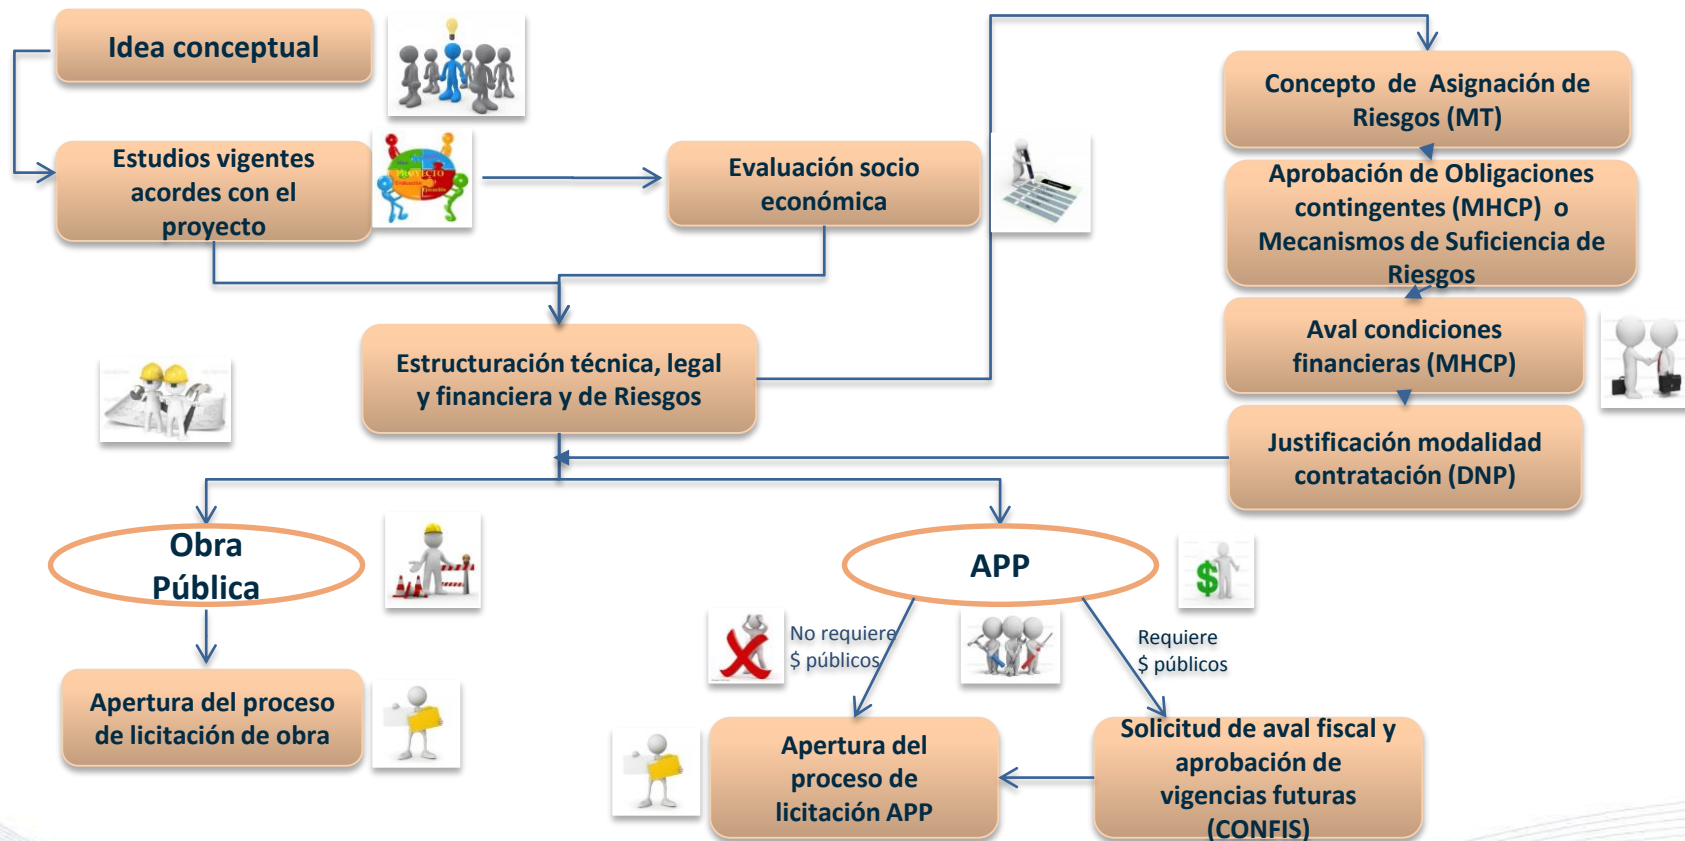 Idea conceptual
Estudios vigentes
acordes con el
proyecto
PROYECTO
Evaluación socio
económica
Estructuración técnica, legal
y financiera y de Riesgos
Concepto de Asignación de
Riesgos (MT)
Aprobación de Obligaciones
contingentes (MHCP) o
Mecanismos de Suficiencia de
Riesgos
Aval condiciones
financieras (MHCP)
Justificación modalidad
contratación (DNP)
Obra
Pública
APP
$
No requiere
$ públicos
Requiere
$ públicos
Apertura del proceso
de licitación de obra
Apertura del
proceso de
licitación APP
Solicitud de aval fiscal y
aprobación de
vigencias futuras
(CONFIS)